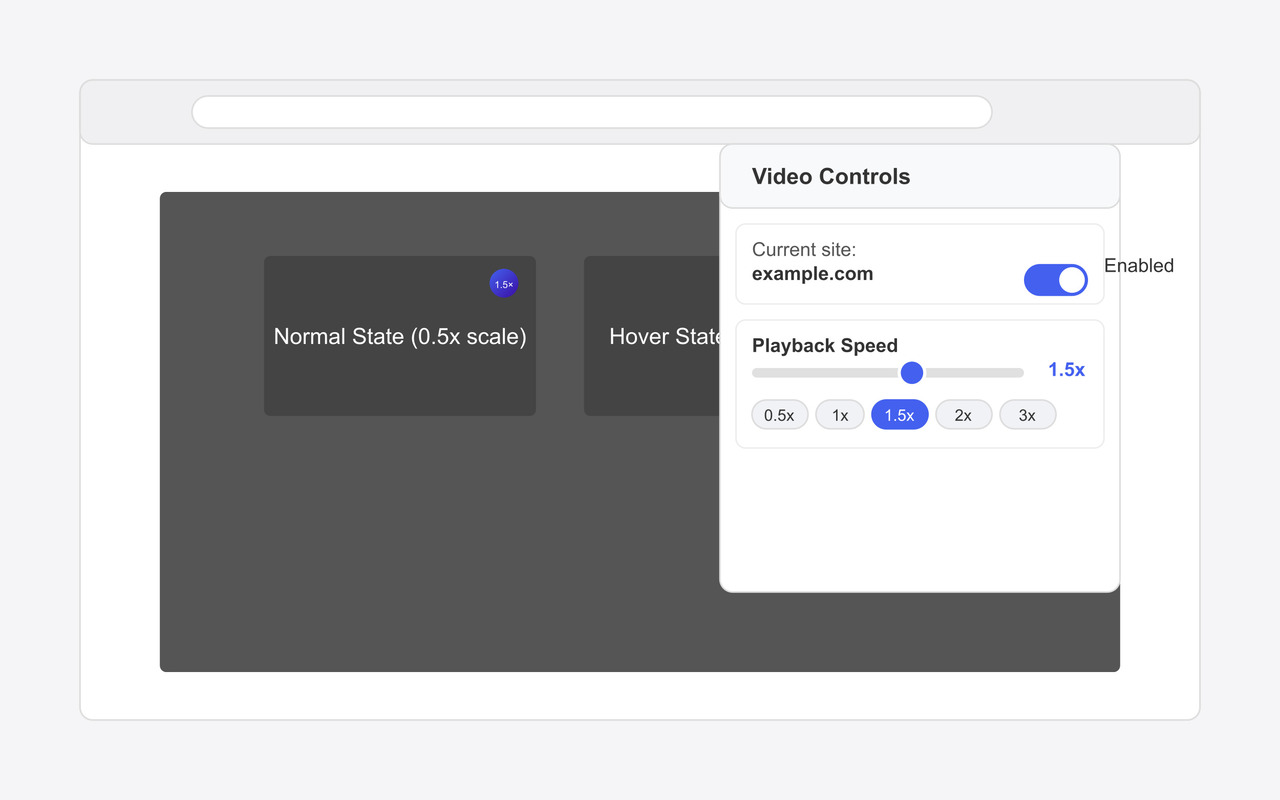 Video Controls
Current site:
example.com
Enabled
1.5×
Normal State (0.5x scale)
Hover State
Playback Speed
1.5x
0.5x
1x
1.5x
2x
3x